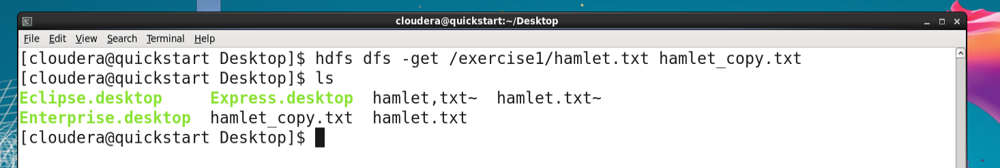 cloudera@quickstart:~/Desktop
File Edit View Search Terminal Help
[cloudera@quickstart Desktop]$ hdfs dfs -get /exercise1/hamlet.txt hamlet_copy.txt
[cloudera@quickstart Desktop]$ ls
Eclipse.desktop Express.desktop hamlet,txt~ hamlet.txt~
Enterprise.desktop hamlet_copy.txt hamlet.txt
[cloudera@quickstart Desktop]$